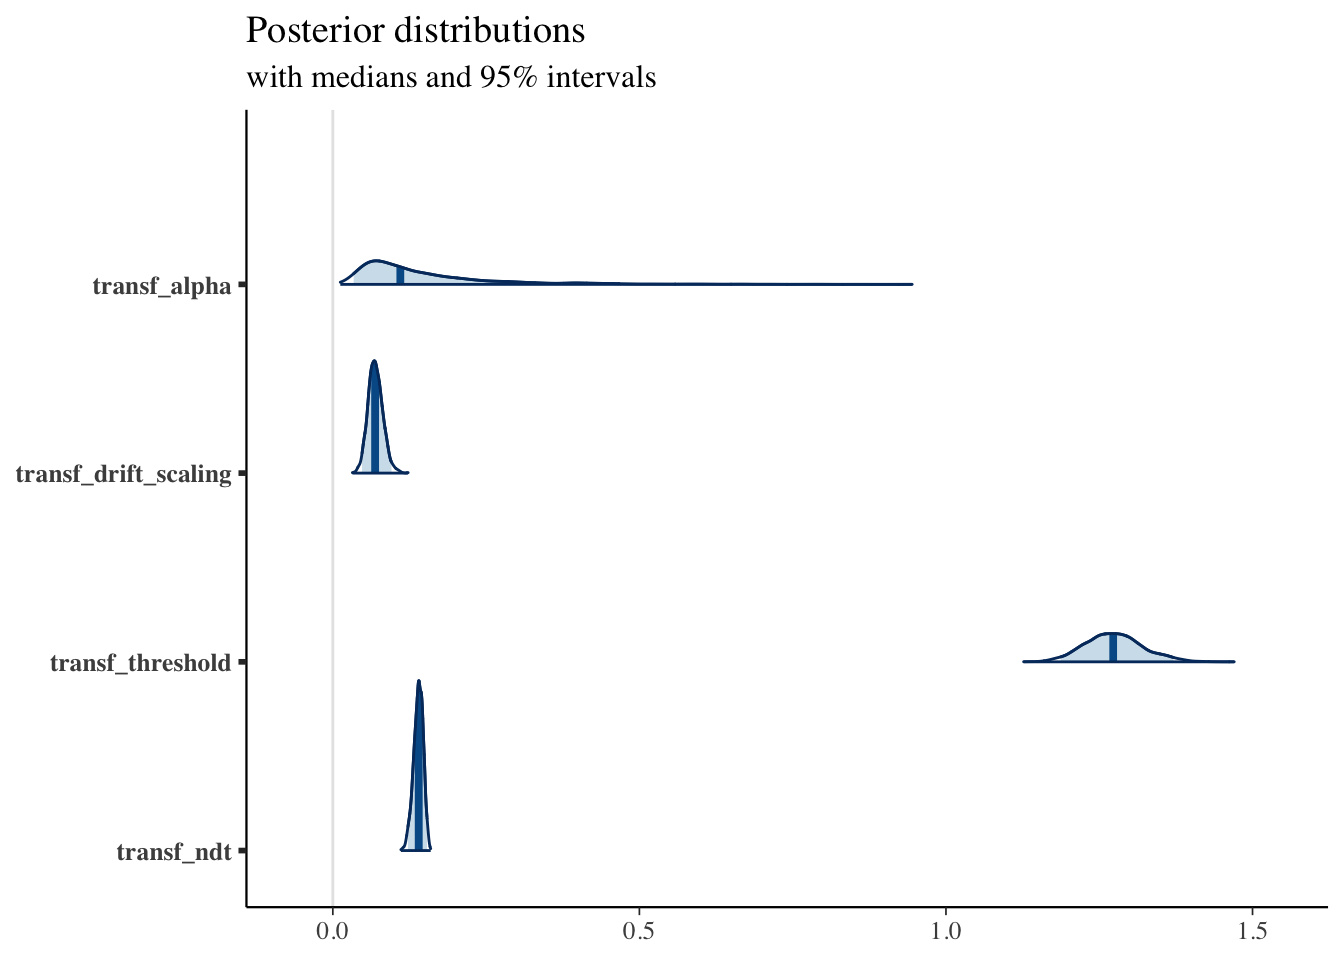 Posterior distributions
with medians and 95% intervals
transf_alpha
transf_drift_scaling
transf_threshold
transf_ndt
0.0 0.5 1.0 1.5